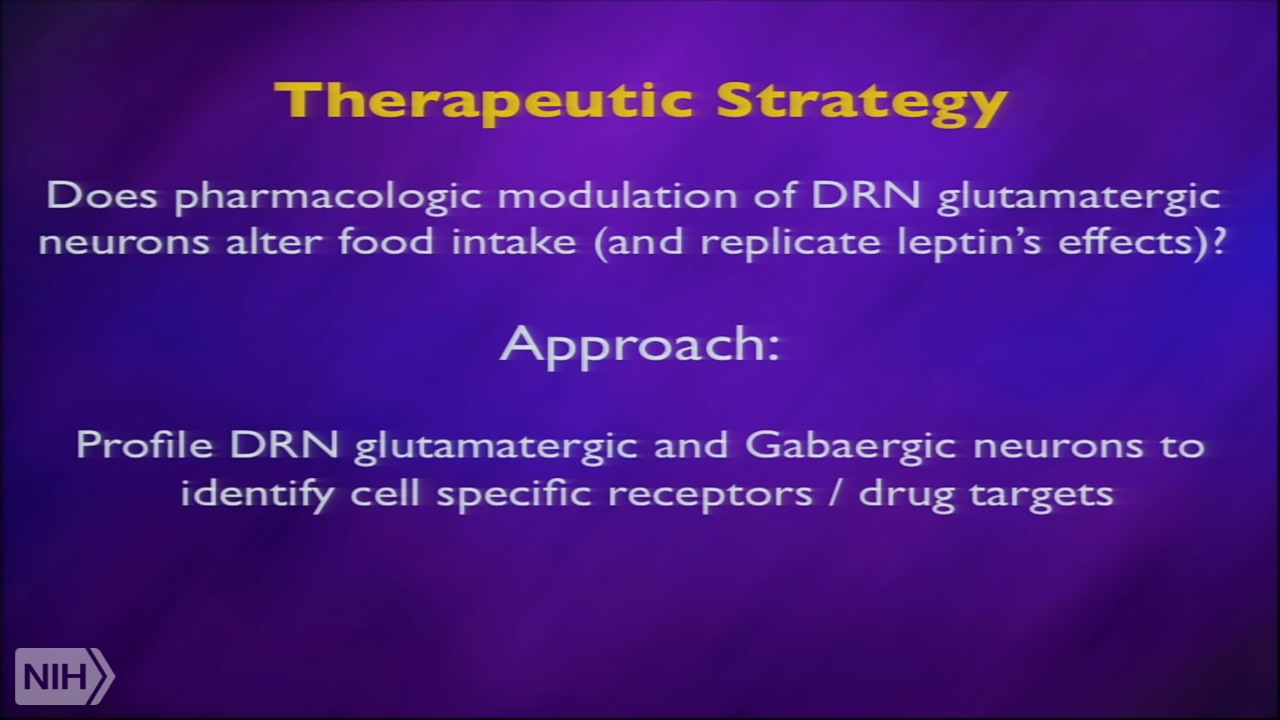 Therapeutic Strategy
Does pharmacologic modulation of DRN glutamatergic
neurons alter food intake (and replicate leptin's effects)?
Approach:
Profile DRN glutamatergic and Gabaergic neurons to
identify cell specific receptors / drug targets
NIH